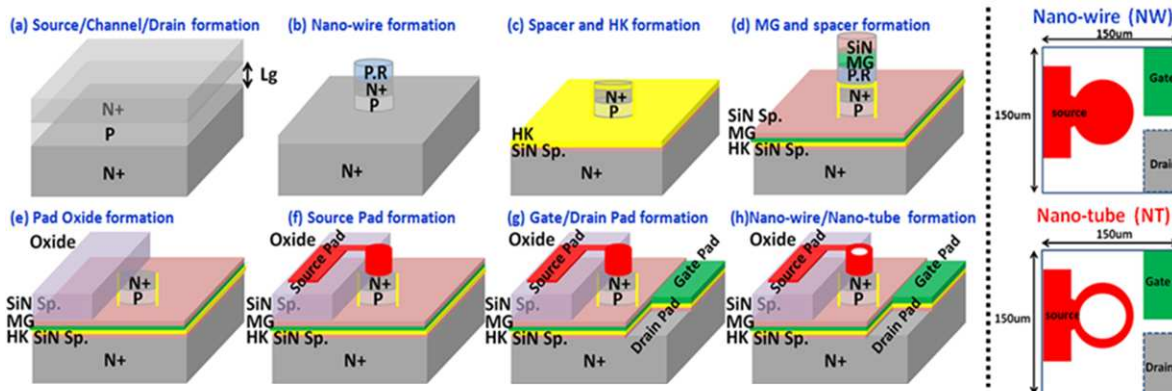 (a) Source/Channel/Drain formation
Lg
N+
P
N+
(b) Nano-wire formation
P.R
N+
P
N+
(c) Spacer and HK formation
N+
P
HK
SiN Sp.
N+
(d) MG and spacer formation
SiN
MG
P.R
N+
P
SiN Sp.
MG
HK SiN Sp.
N+
(e) Pad Oxide formation
Oxide
N+
P
SiN Sp.
MG
HK SiN Sp.
N+
(f) Source Pad formation
Oxide
Source Pad
N+
P
SiN Sp.
MG
HK SiN Sp.
N+
(g) Gate/Drain Pad formation
Oxide
Source Pad
Gate Pad
N+
P
SiN Sp.
MG
Drain Pad
HK SiN Sp.
N+
(h)Nano-wire/Nano-tube formation
Oxide
Source Pad
Gate Pad
N+
P
SiN Sp.
MG
Drain Pad
HK SiN Sp.
N+
Nano-wire (NW)
150um
150um
source
Gate
Drain
Nano-tube (NT)
150um
150um
source
Gate
Drain